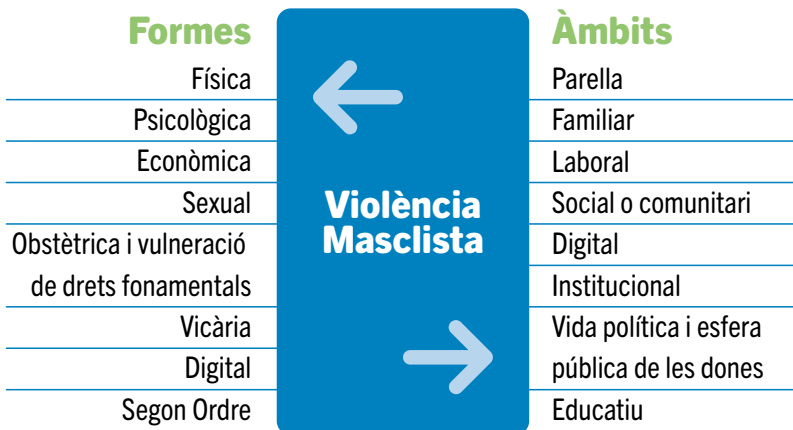 Formes
Física
Psicològica
Econòmica
Sexual
Obstètrica i vulneració
de drets fonamentals
Vicària
Digital
Segon Ordre
Violència
Masclista
Àmbits
Parella
Familiar
Laboral
Social o comunitari
Digital
Institucional
Vida política i esfera
pública de les dones
Educatiu